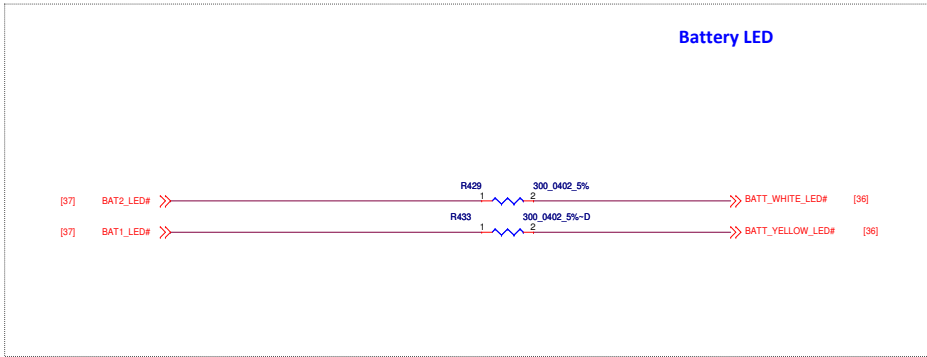 Battery LED
R429 300_0402_5%
[37] BAT2_LED# 1 2 BATT_WHITE_LED# [36]
R433 300_0402_5%~D
[37] BAT1_LED# 1 2 BATT_YELLOW_LED# [36]